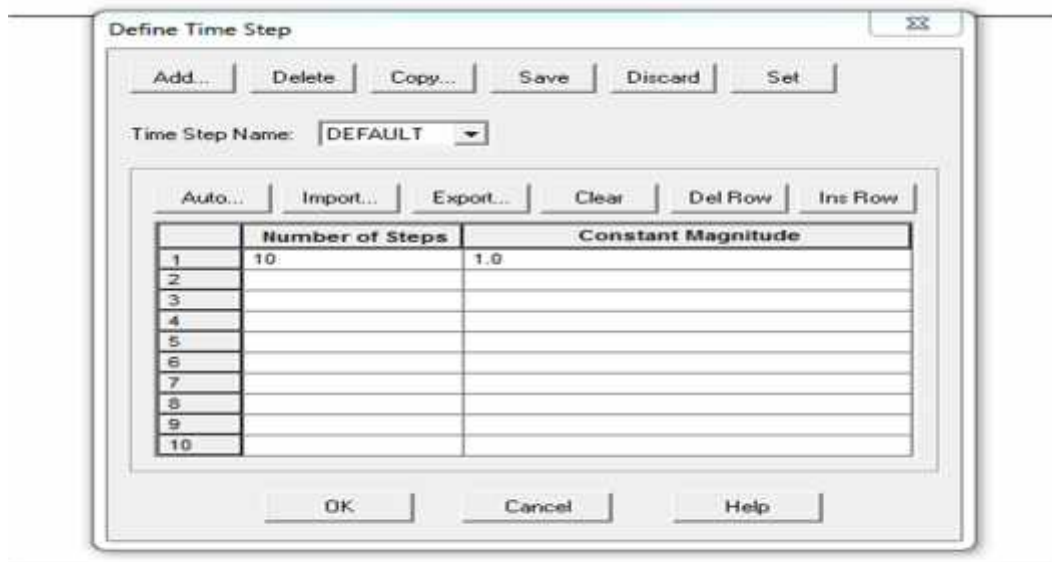 Define Time Step
Add... Delete Copy... Save Discard Set
Time Step Name: DEFAULT
Auto... Import... Export... Clear Del Row Ins Row
Number of Steps Constant Magnitude
1 10 1.0
2
3
4
5
6
7
8
9
10
OK Cancel Help